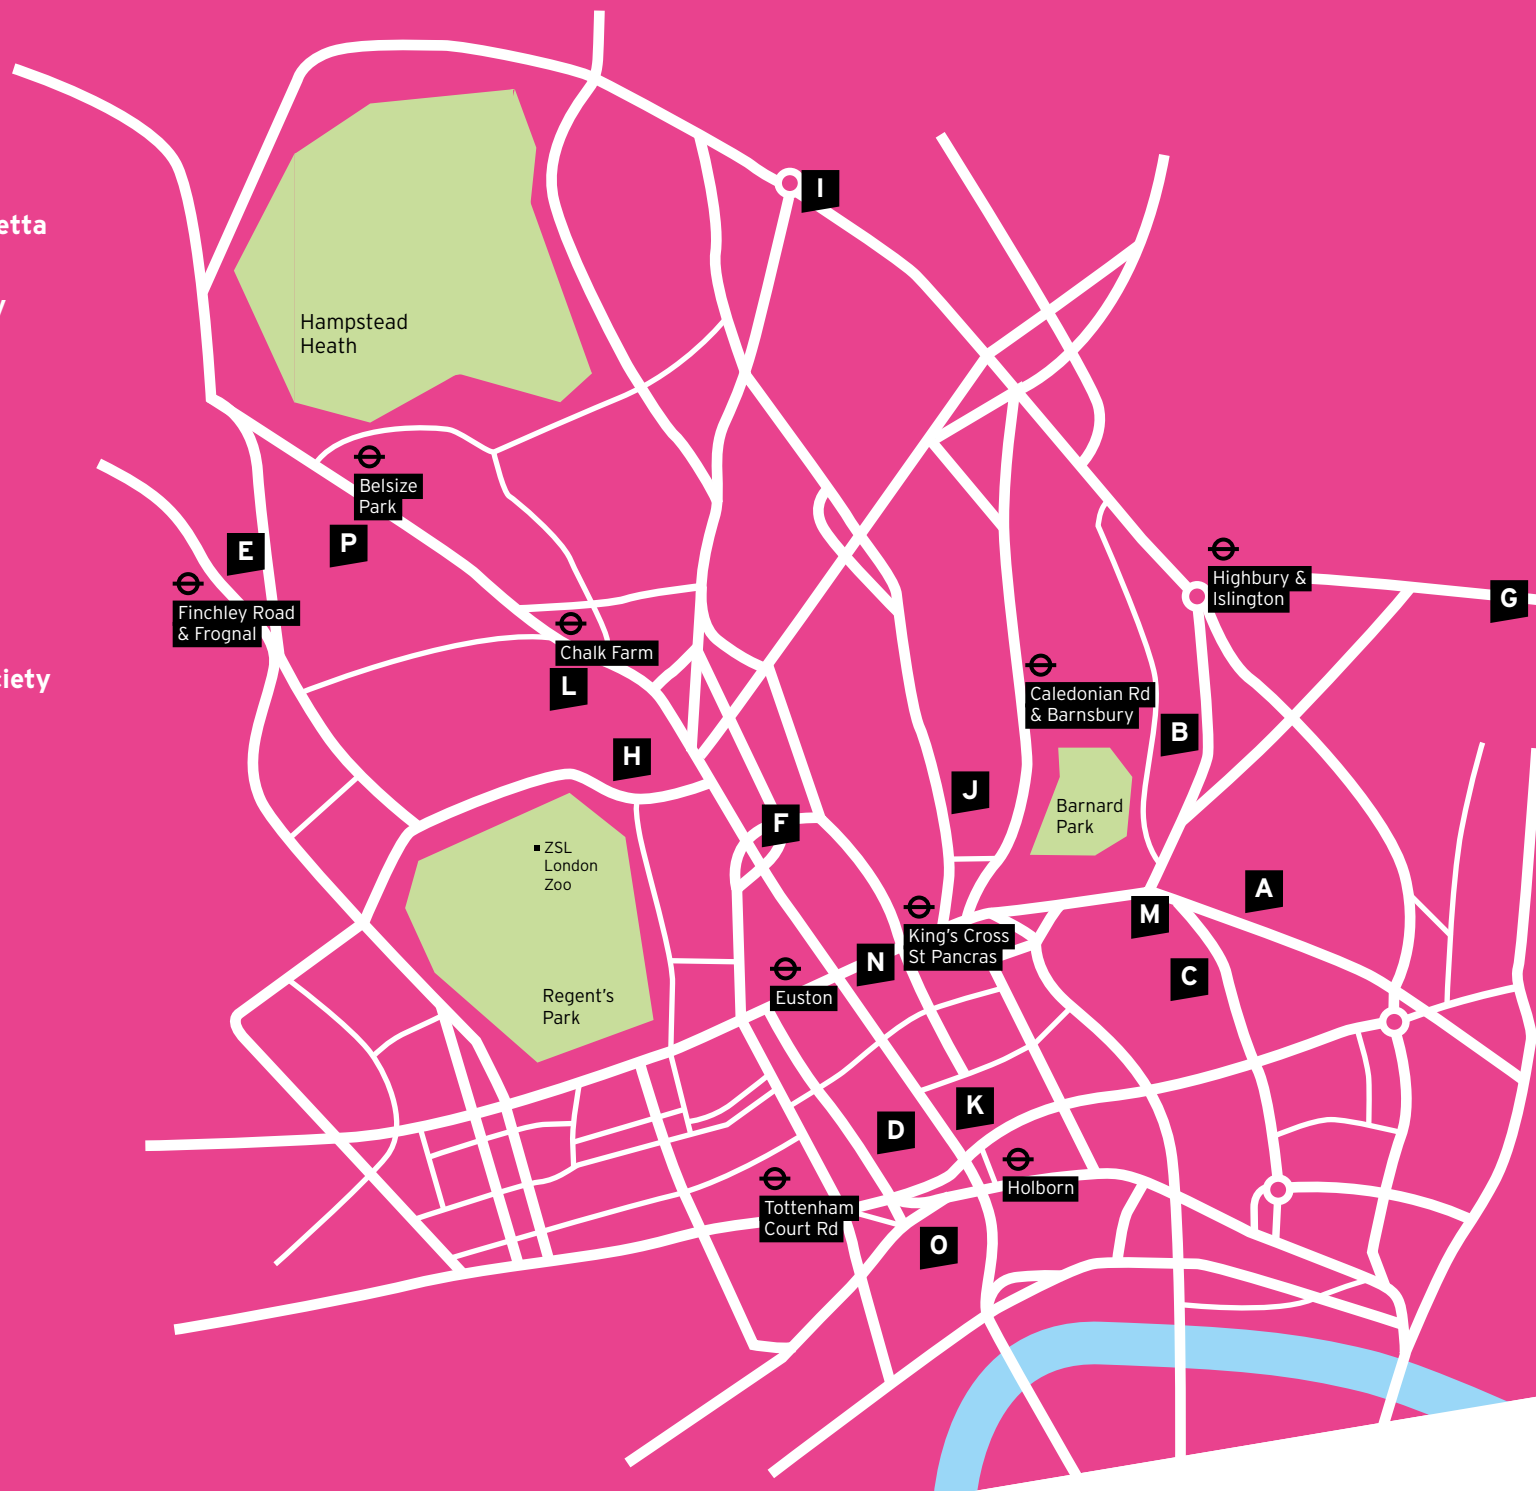 I
etta
y
Hampstead
Heath
Belsize
Park
P
E
Finchley Road
& Frognal
Highbury &
Islington
G
Chalk Farm
L
ciety
Caledonian Rd
& Barnsbury
B
H
J
Barnard
Park
F
ZSL
London
Zoo
A
M
King's Cross
St Pancras
N
C
Euston
Regent's
Park
K
D
Holborn
Tottenham
Court Rd
O